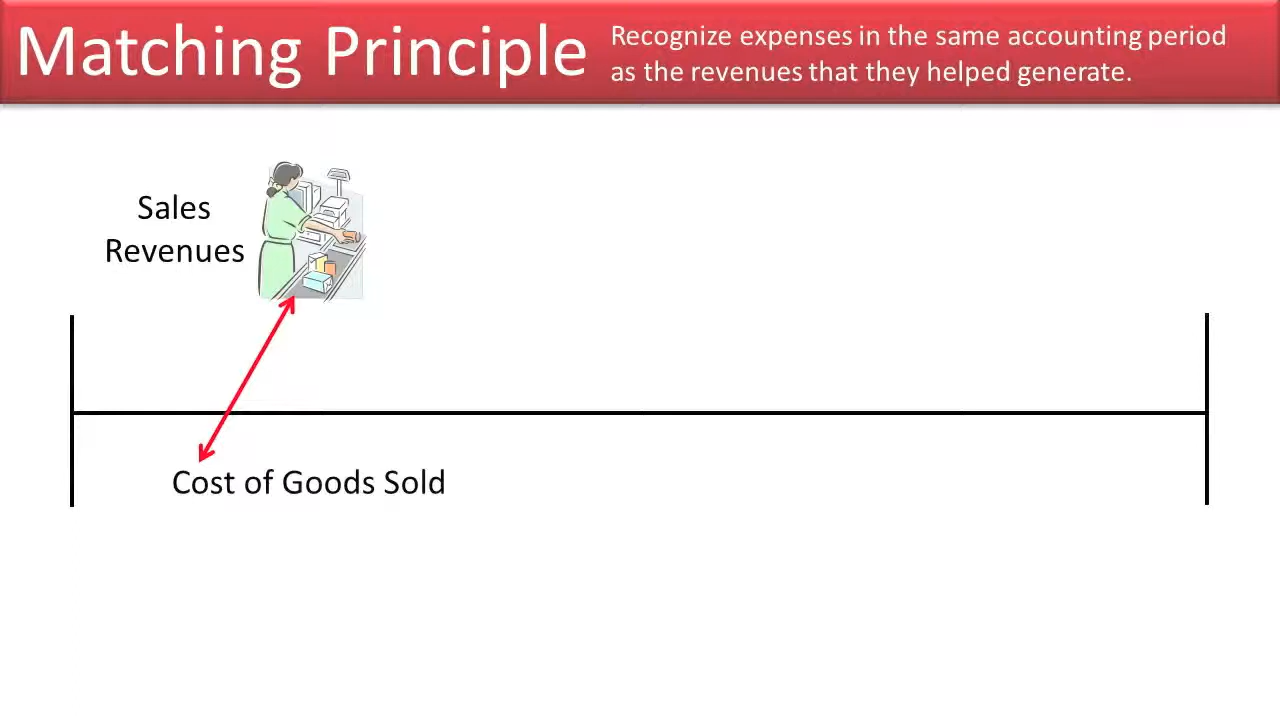 Matching Principle
Recognize expenses in the same accounting period
as the revenues that they helped generate.
Sales
Revenues
Cost of Goods Sold